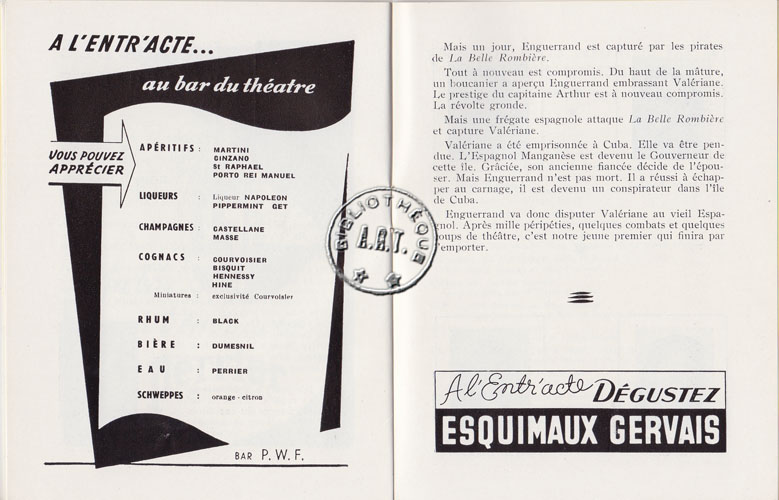 A L'ENTR'ACTE...
au bar du théatre
VOUS POUVEZ
APPRÉCIER
APÉRITIFS : MARTINI
CINZANO
St RAPHAEL
PORTO REI MANUEL
LIQUEURS : Liqueur NAPOLEON
PIPPERMINT GET
CHAMPAGNES : CASTELLANE
MASSE
COGNACS : COURVOISIER
BISQUIT
HENNESSY
HINE
Miniatures : exclusivité Courvoisier
RHUM : BLACK
BIÈRE : DUMESNIL
EAU : PERRIER
SCHWEPPES : orange - citron
BAR P.W.F.
BIBLIOTHÈQUE
A.R.T.
Mais un jour, Enguerrand est capturé par les pirates
de La Belle Rombière.
Tout à nouveau est compromis. Du haut de la mâture,
un boucanier a aperçu Enguerrand embrassant Valériane.
Le prestige du capitaine Arthur est à nouveau compromis.
La révolte gronde.
Mais une frégate espagnole attaque La Belle Rombière
et capture Valériane.
Valériane a été emprisonnée à Cuba. Elle va être pen-
due. L'Espagnol Manganèse est devenu le Gouverneur de
cette île. Grâciée, son ancienne fiancée décide de l'épou-
ser. Mais Enguerrand n'est pas mort. Il a réussi à échap-
per au carnage, il est devenu un conspirateur dans l'île
de Cuba.
Enguerrand va donc disputer Valériane au vieil Espa-
gnol. Après mille péripéties, quelques combats et quelques
coups de théâtre, c'est notre jeune premier qui finira par
l'emporter.
A l'Entr'acte DÉGUSTEZ
ESQUIMAUX GERVAIS